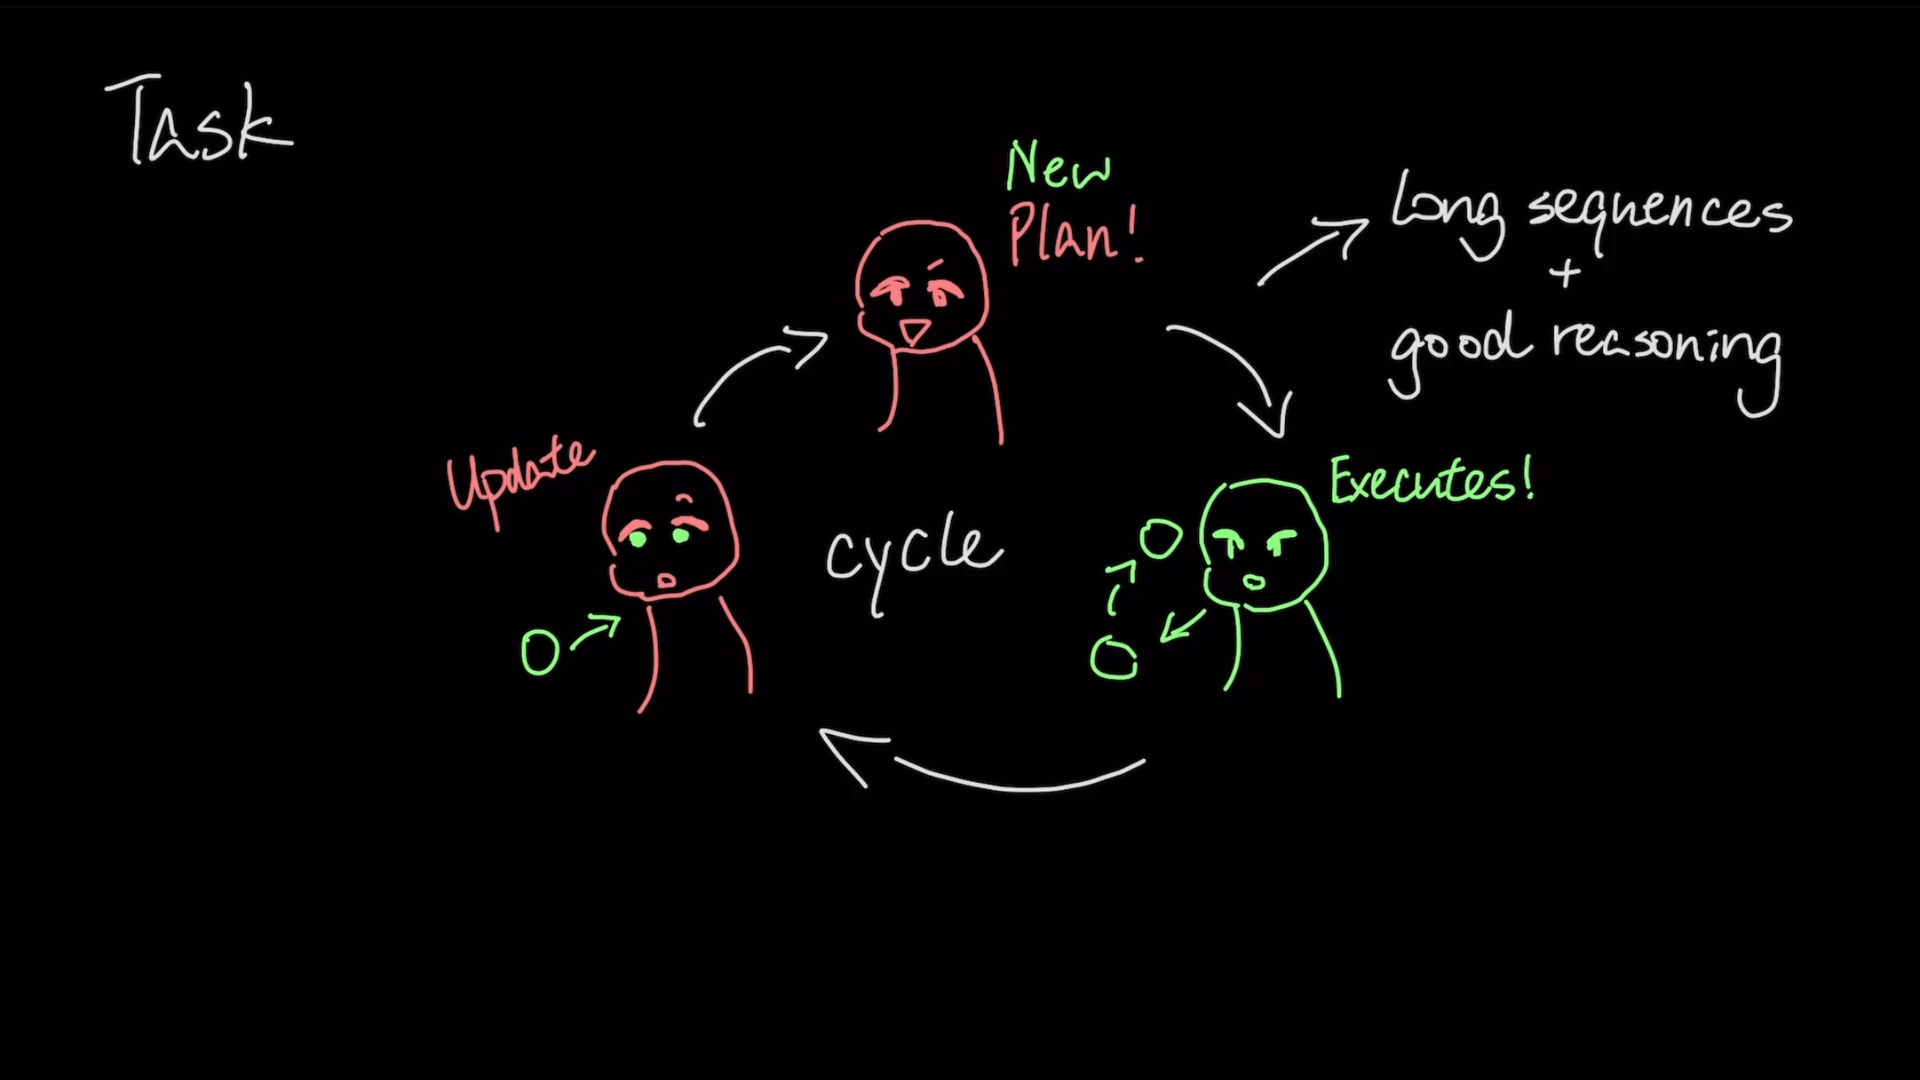 Task
New
Plan!
Long sequences
+
good reasoning
Update
Executes!
cycle